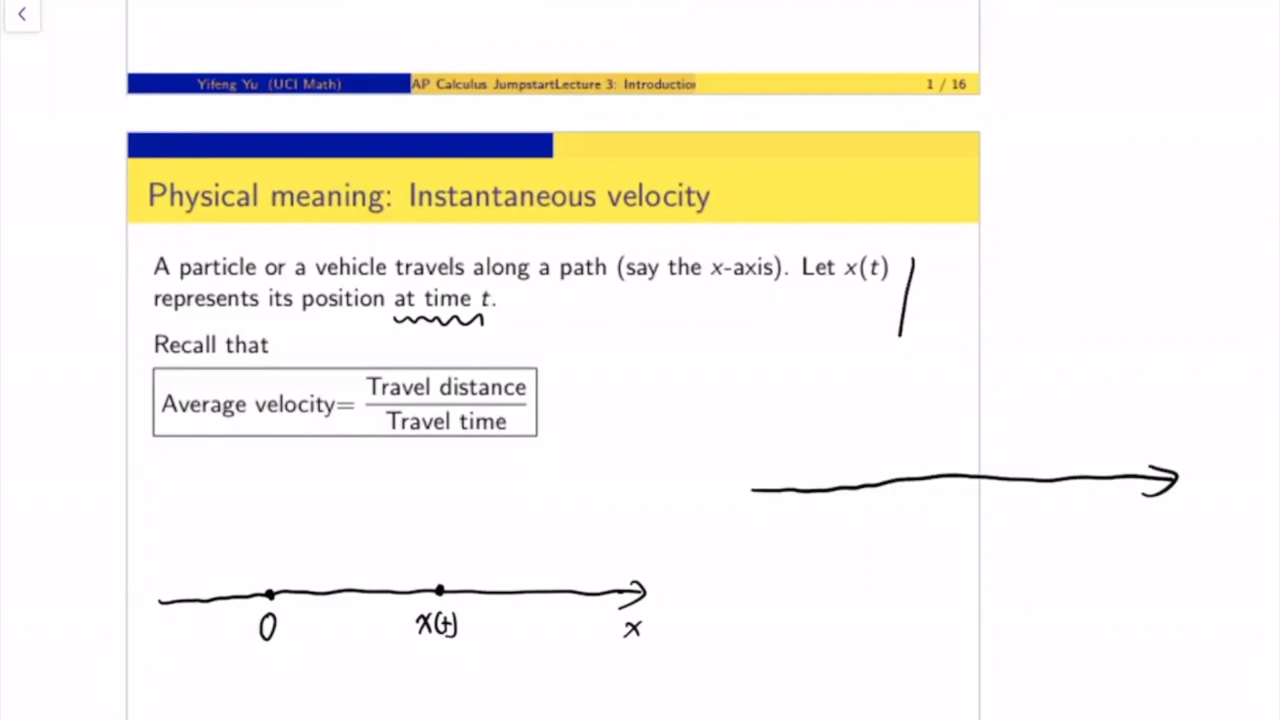 Yifeng Yu (UCI Math) AP Calculus JumpstartLecture 3: Introduction 1 / 16
Physical meaning: Instantaneous velocity
A particle or a vehicle travels along a path (say the x-axis). Let x(t)
represents its position at time t.
Recall that
Average velocity= Travel distance
Travel time
0 x(t) x